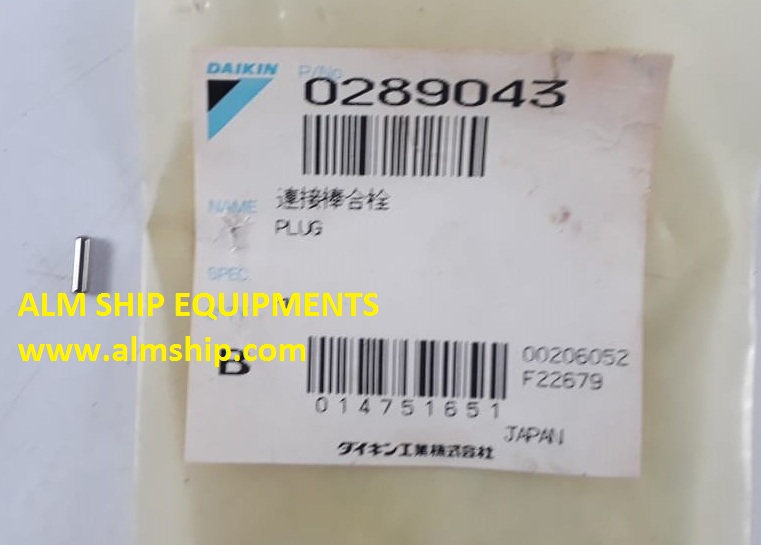 DAIKIN
P/No
0289043
NAME 連接棒合栓
PLUG
SPEC
ALM SHIP EQUIPMENTS
www.almship.com
B
00206052
F22679
014751651
JAPAN
ダイキン工業株式会社